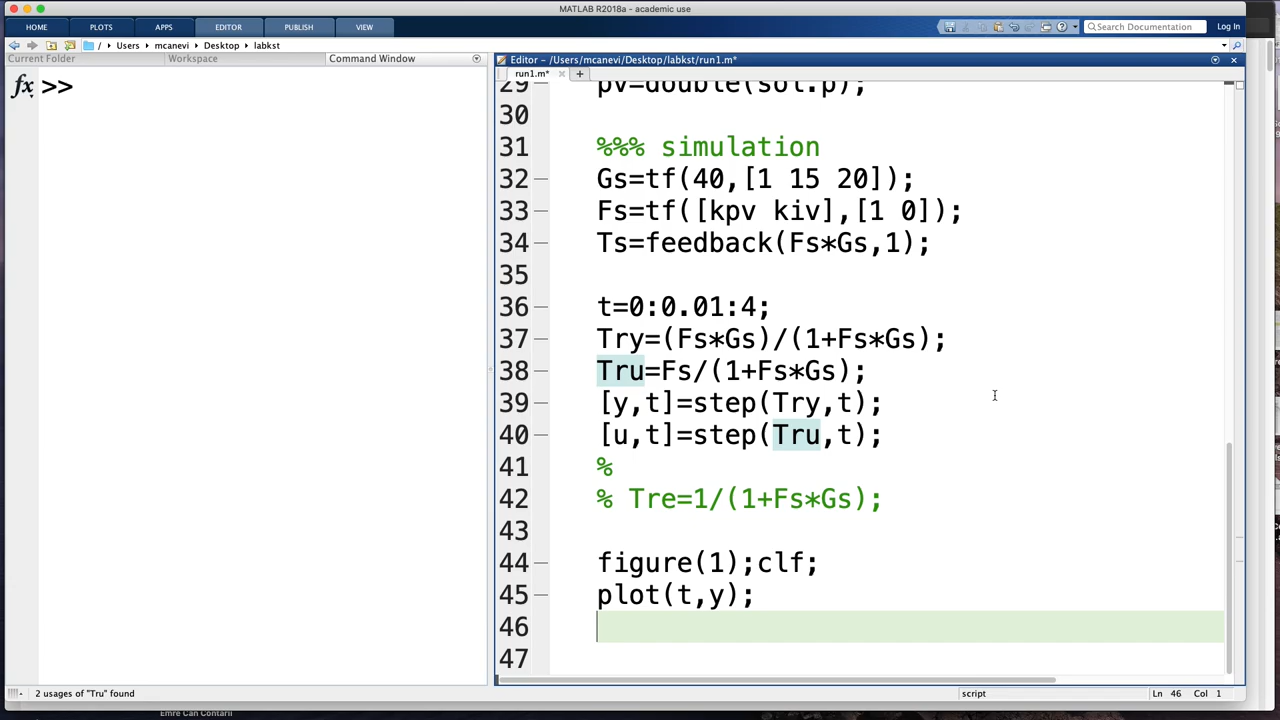 MATLAB R2018a - academic use
HOME PLOTS APPS EDITOR PUBLISH VIEW Search Documentation Log In
/ ▸ Users ▸ mcanevi ▸ Desktop ▸ labkst
Current Folder Workspace Command Window
Editor - /Users/mcanevi/Desktop/labkst/run1.m*
run1.m* × +
fx >>
29 pv=double(sol.p);
30
31 %%% simulation
32 Gs=tf(40,[1 15 20]);
33 Fs=tf([kpv kiv],[1 0]);
34 Ts=feedback(Fs*Gs,1);
35
36 t=0:0.01:4;
37 Try=(Fs*Gs)/(1+Fs*Gs);
38 Tru=Fs/(1+Fs*Gs);
39 [y,t]=step(Try,t);
40 [u,t]=step(Tru,t);
41 %
42 % Tre=1/(1+Fs*Gs);
43
44 figure(1);clf;
45 plot(t,y);
46
47
2 usages of "Tru" found script Ln 46 Col 1
Emre Can Contarli